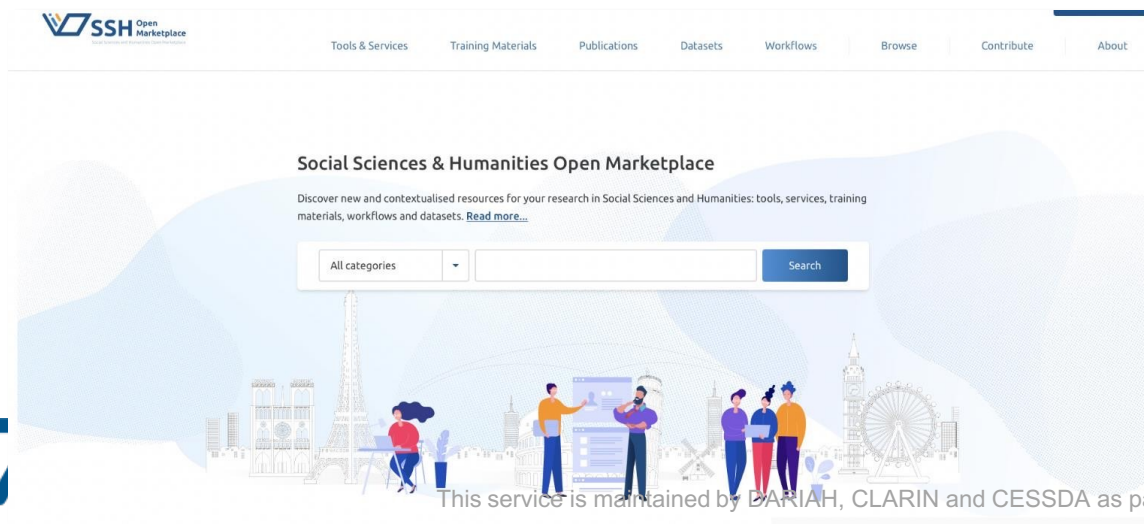 SSH Open
Marketplace
Tools & Services Training Materials Publications Datasets Workflows Browse Contribute About
Social Sciences & Humanities Open Marketplace
Discover new and contextualised resources for your research in Social Sciences and Humanities: tools, services, training
materials, workflows and datasets. Read more...
All categories Search
This service is maintained by DARIAH, CLARIN and CESSDA as